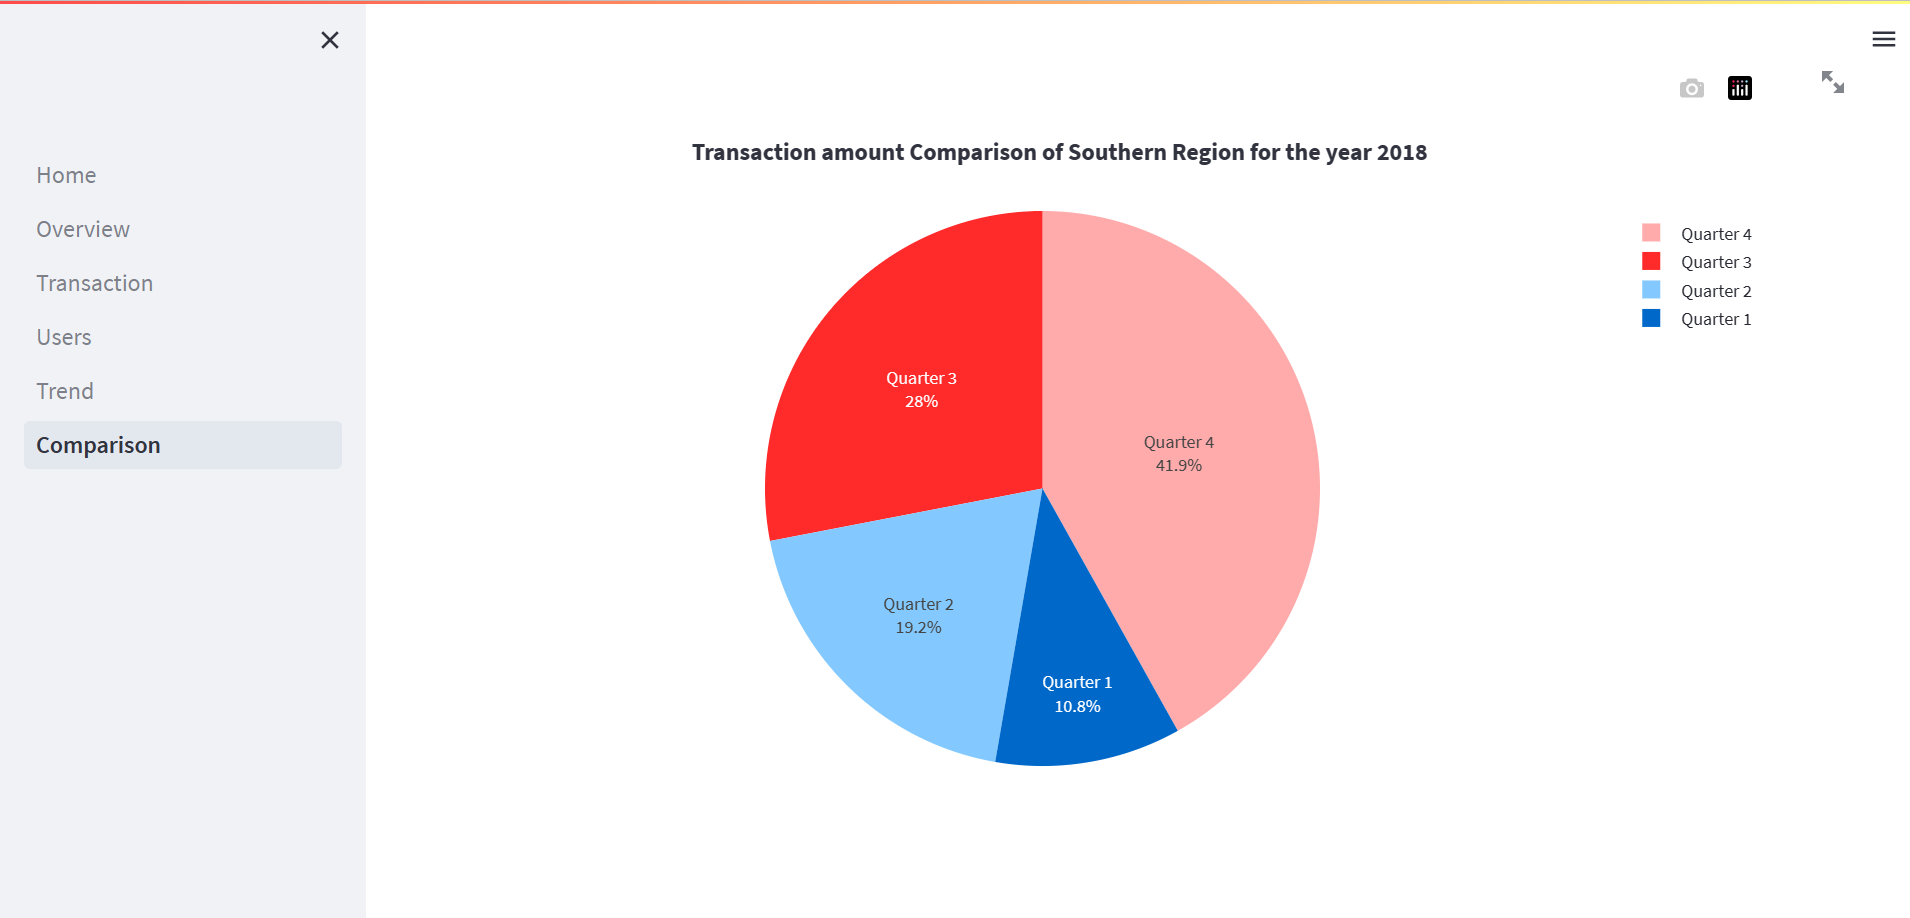 Home
Overview
Transaction
Users
Trend
Comparison
Transaction amount Comparison of Southern Region for the year 2018
Quarter 3
28%
Quarter 4
41.9%
Quarter 2
19.2%
Quarter 1
10.8%
Quarter 4
Quarter 3
Quarter 2
Quarter 1